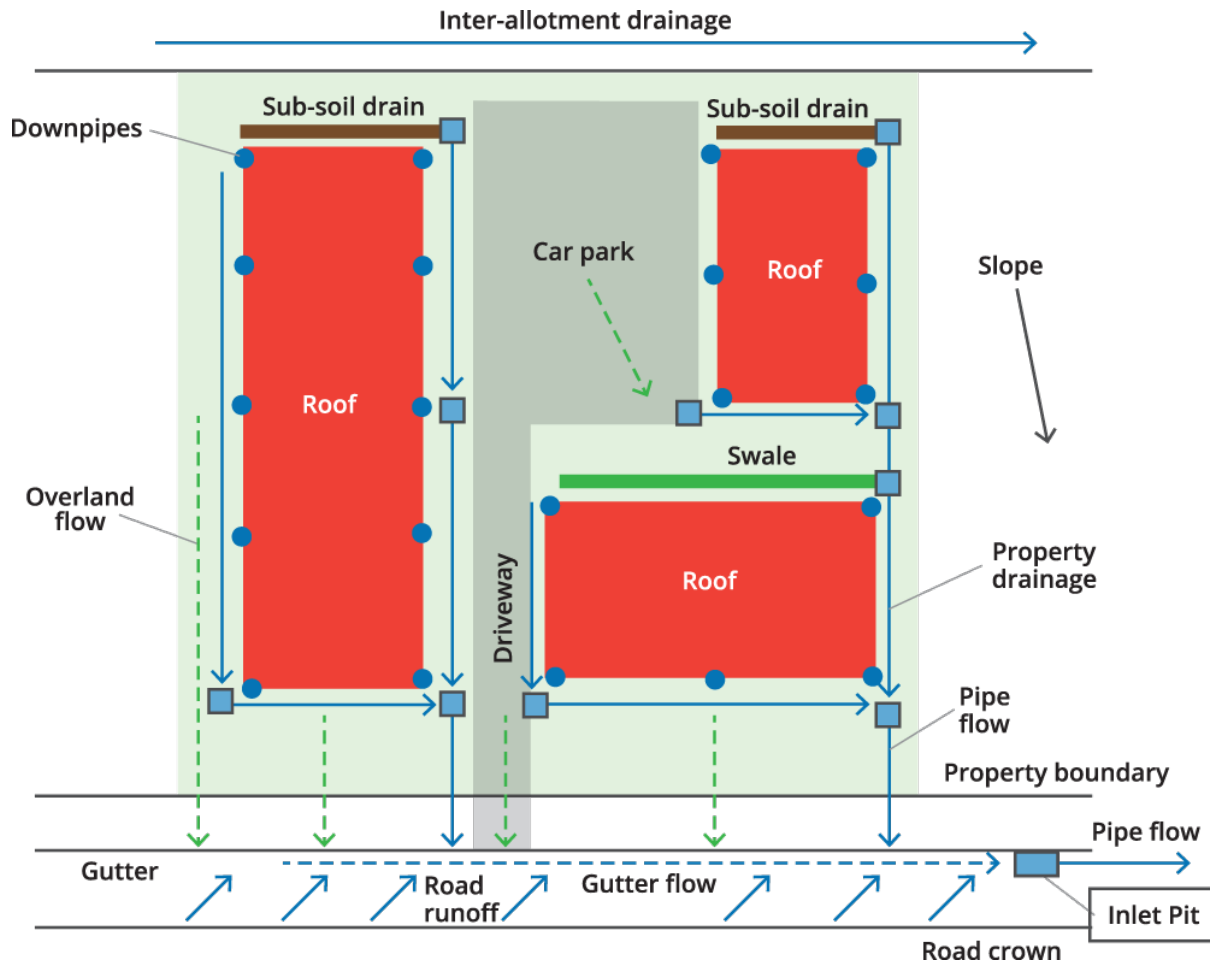 Inter-allotment drainage
Sub-soil drain
Sub-soil drain
Downpipes
Car park
Roof
Slope
Roof
Swale
Overland
flow
Driveway
Roof
Property
drainage
Pipe
flow
Property boundary
Pipe flow
Gutter
Road
runoff
Gutter flow
Inlet Pit
Road crown